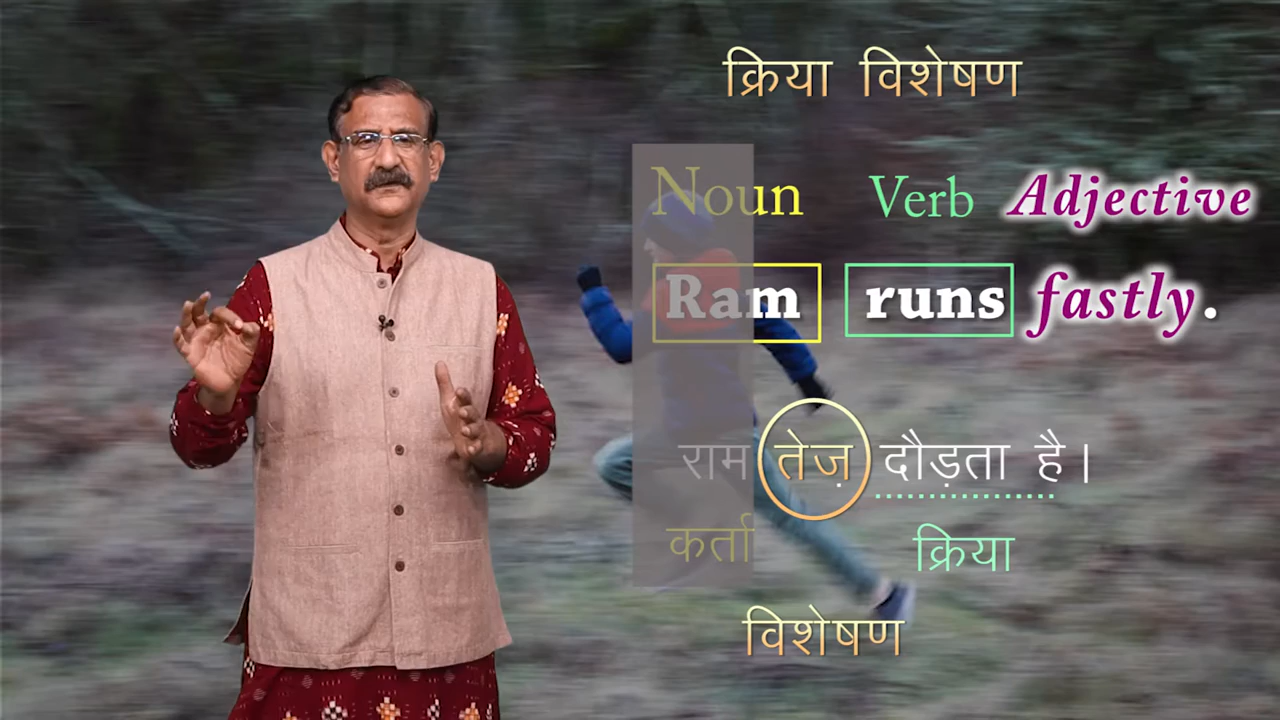 क्रिया विशेषण
Noun Verb Adjective
Ram runs fastly.
राम तेज़ दौड़ता है।
कर्ता क्रिया
विशेषण